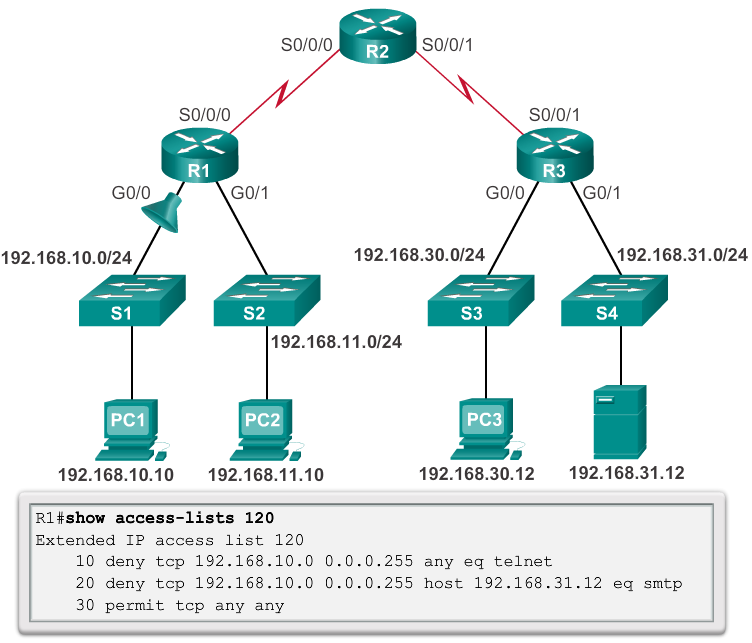 R2
S0/0/0
S0/0/1
S0/0/0
S0/0/1
R1
R3
G0/0
G0/1
G0/0
G0/1
192.168.10.0/24
192.168.30.0/24
192.168.31.0/24
S1
S2
S3
S4
192.168.11.0/24
PC1
PC2
PC3
192.168.10.10
192.168.11.10
192.168.30.12
192.168.31.12
R1#show access-lists 120
Extended IP access list 120
10 deny tcp 192.168.10.0 0.0.0.255 any eq telnet
20 deny tcp 192.168.10.0 0.0.0.255 host 192.168.31.12 eq smtp
30 permit tcp any any